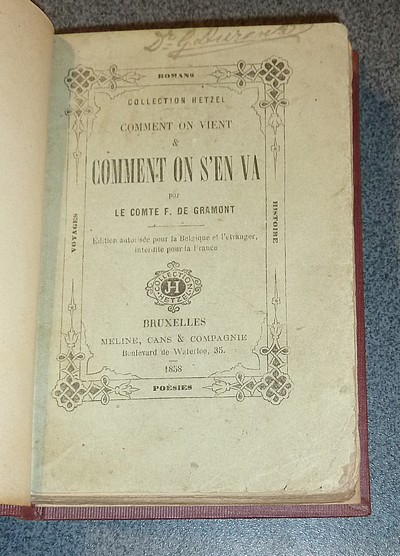 Dr G.
ROMANS
COLLECTION HETZEL
COMMENT ON VIENT
&
COMMENT ON S'EN VA
par
LE COMTE F. DE GRAMONT
Édition autorisée pour la Belgique et l'étranger,
interdite pour la France
COLLECTION
H
HETZEL
BRUXELLES
MELINE, CANS & COMPAGNIE
Boulevard de Waterloo, 35.
1858
POÉSIES
VOYAGES
HISTOIRE